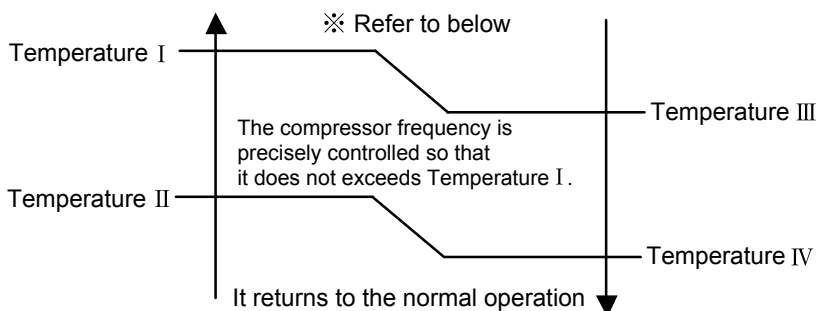 ※ Refer to below
Temperature Ⅰ
Temperature Ⅲ
The compressor frequency is
precisely controlled so that
it does not exceeds Temperature Ⅰ.
Temperature Ⅱ
Temperature Ⅳ
It returns to the normal operation